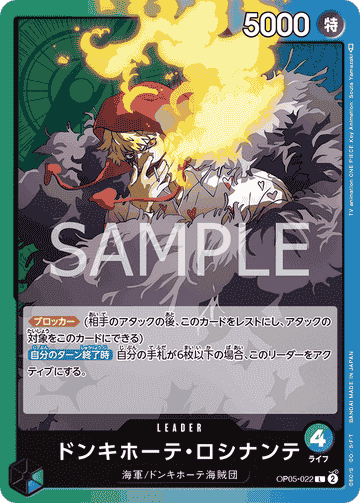 5000 特
SAMPLE
ブロッカー (相手のアタックの後、このカードをレストにし、アタックの
対象をこのカードにできる)
自分のターン終了時 自分の手札が6枚以下の場合、このリーダーをアク
ティブにする。
LEADER
ドンキホーテ・ロシナンテ
4
ライフ
海軍/ドンキホーテ海賊団
OP05-022 L 2
BANDAI MADE IN JAPAN